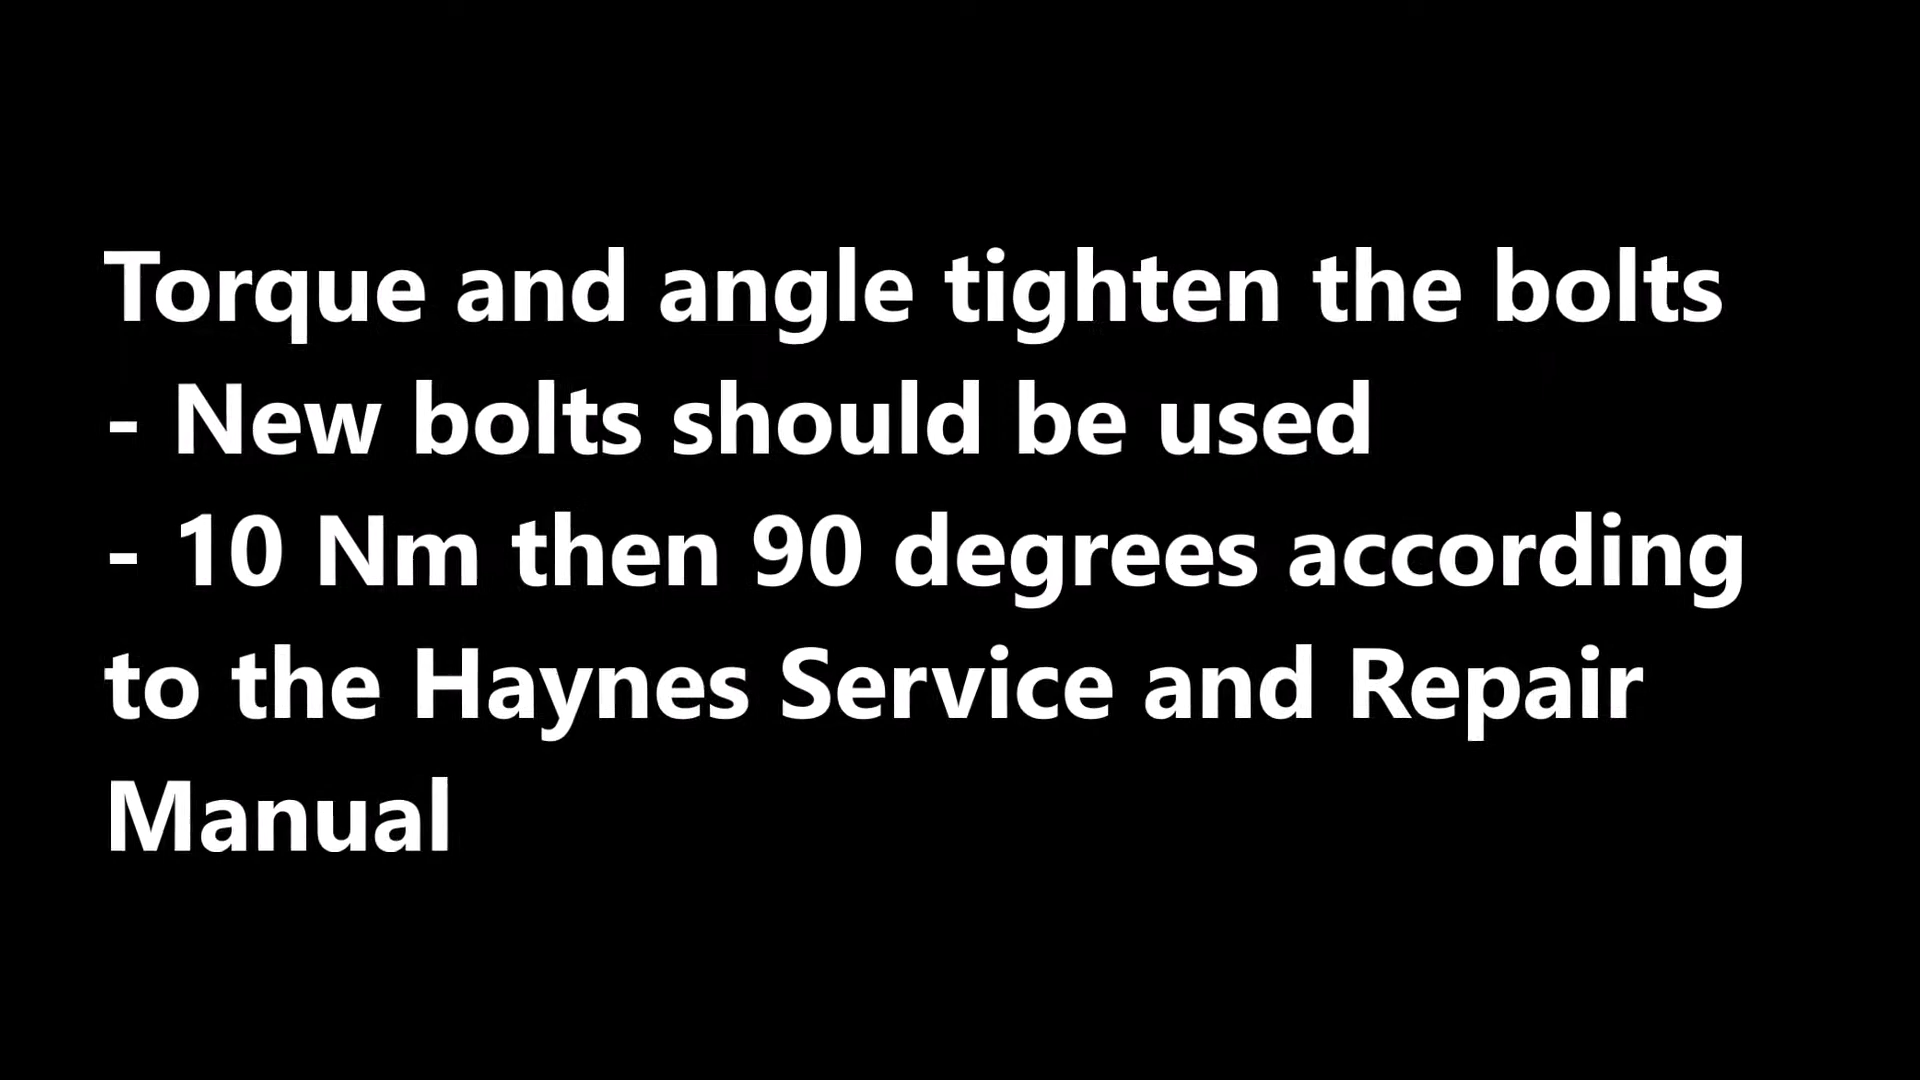 Torque and angle tighten the bolts
- New bolts should be used
- 10 Nm then 90 degrees according
to the Haynes Service and Repair
Manual